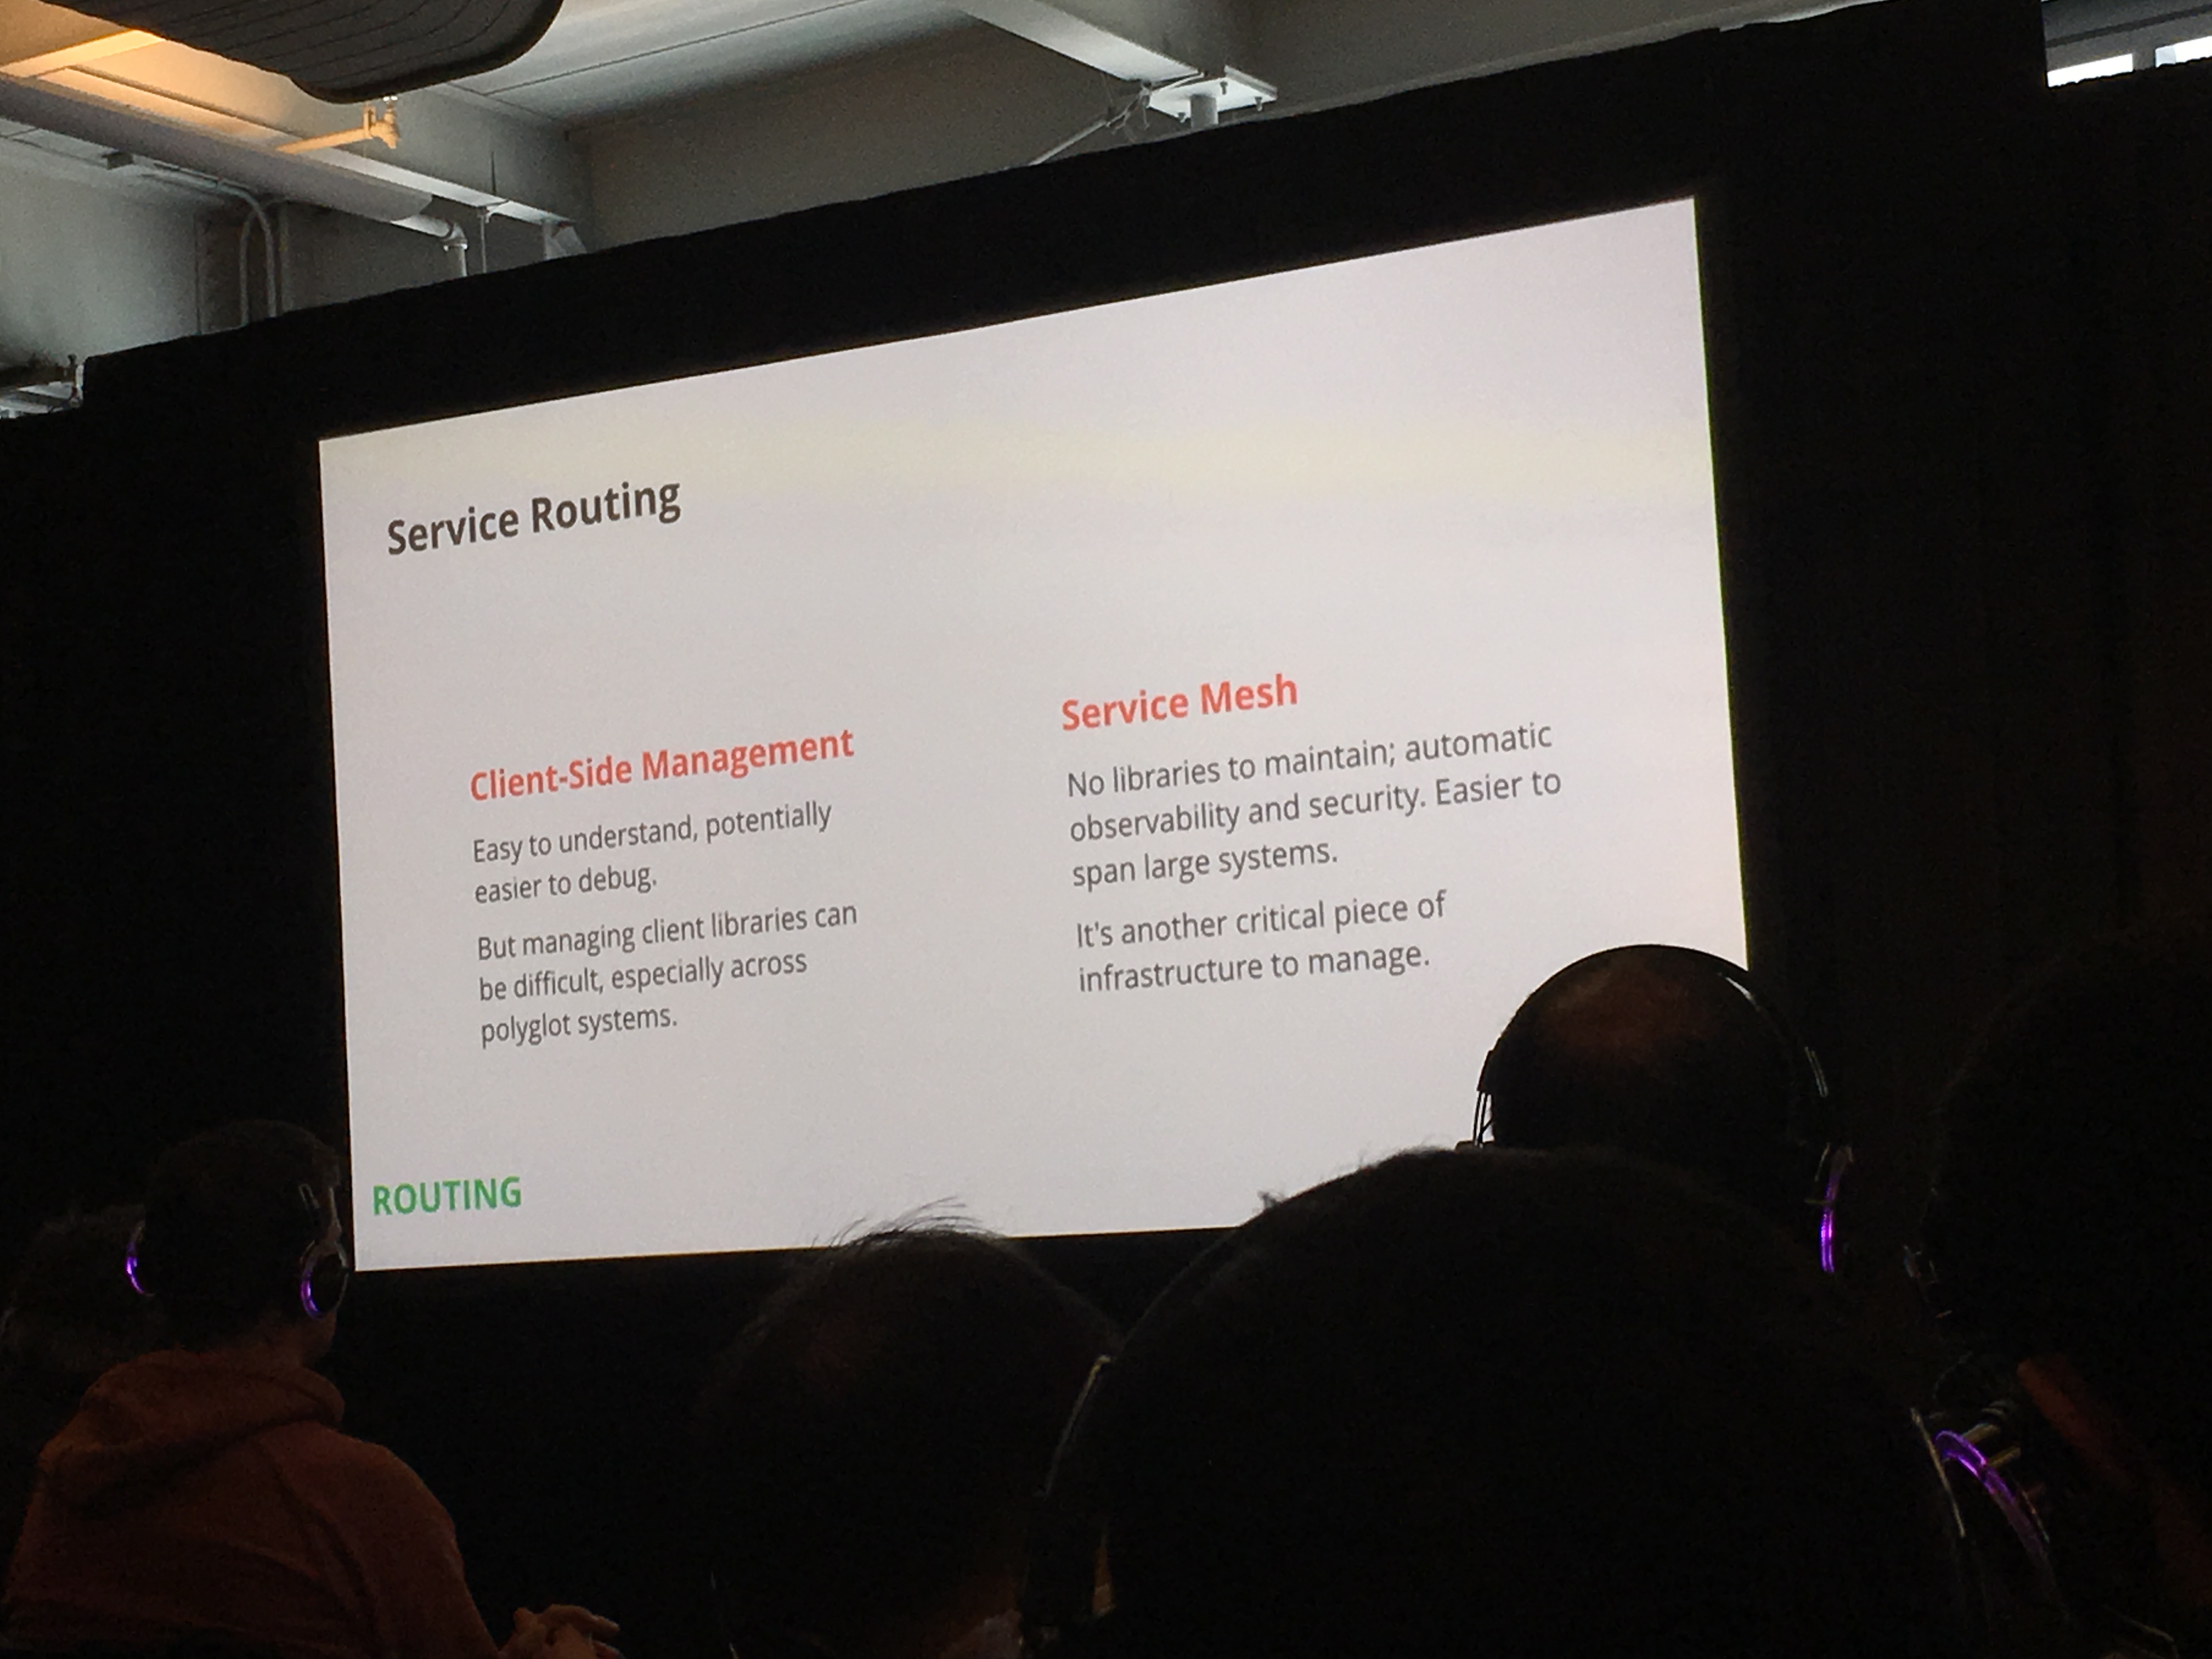 Service Routing
Client-Side Management
Easy to understand, potentially
easier to debug.
But managing client libraries can
be difficult, especially across
polyglot systems.
Service Mesh
No libraries to maintain; automatic
observability and security. Easier to
span large systems.
It's another critical piece of
infrastructure to manage.
ROUTING